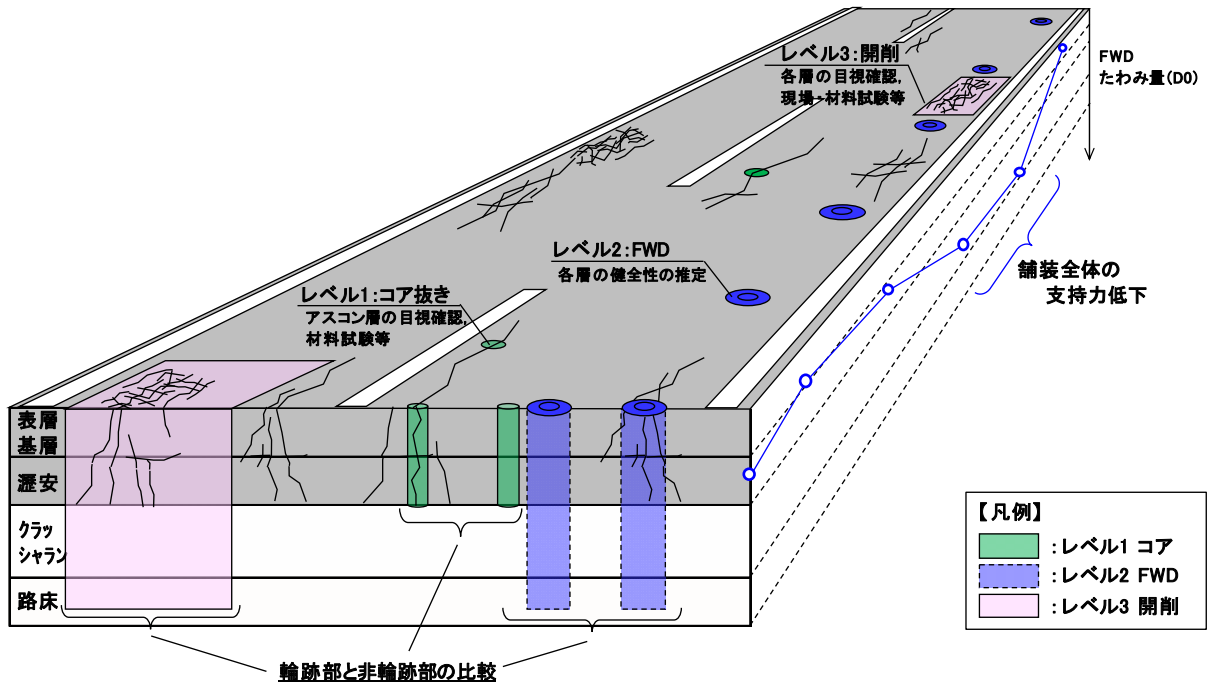 FWD
たわみ量(D0)
レベル3:開削
各層の目視確認,
現場・材料試験等
レベル2:FWD
各層の健全性の推定
舗装全体の
支持力低下
レベル1:コア抜き
アスコン層の目視確認,
材料試験等
表層
基層
瀝安
クラッ
シャラン
路床
【凡例】
:レベル1 コア
:レベル2 FWD
:レベル3 開削
輪跡部と非輪跡部の比較